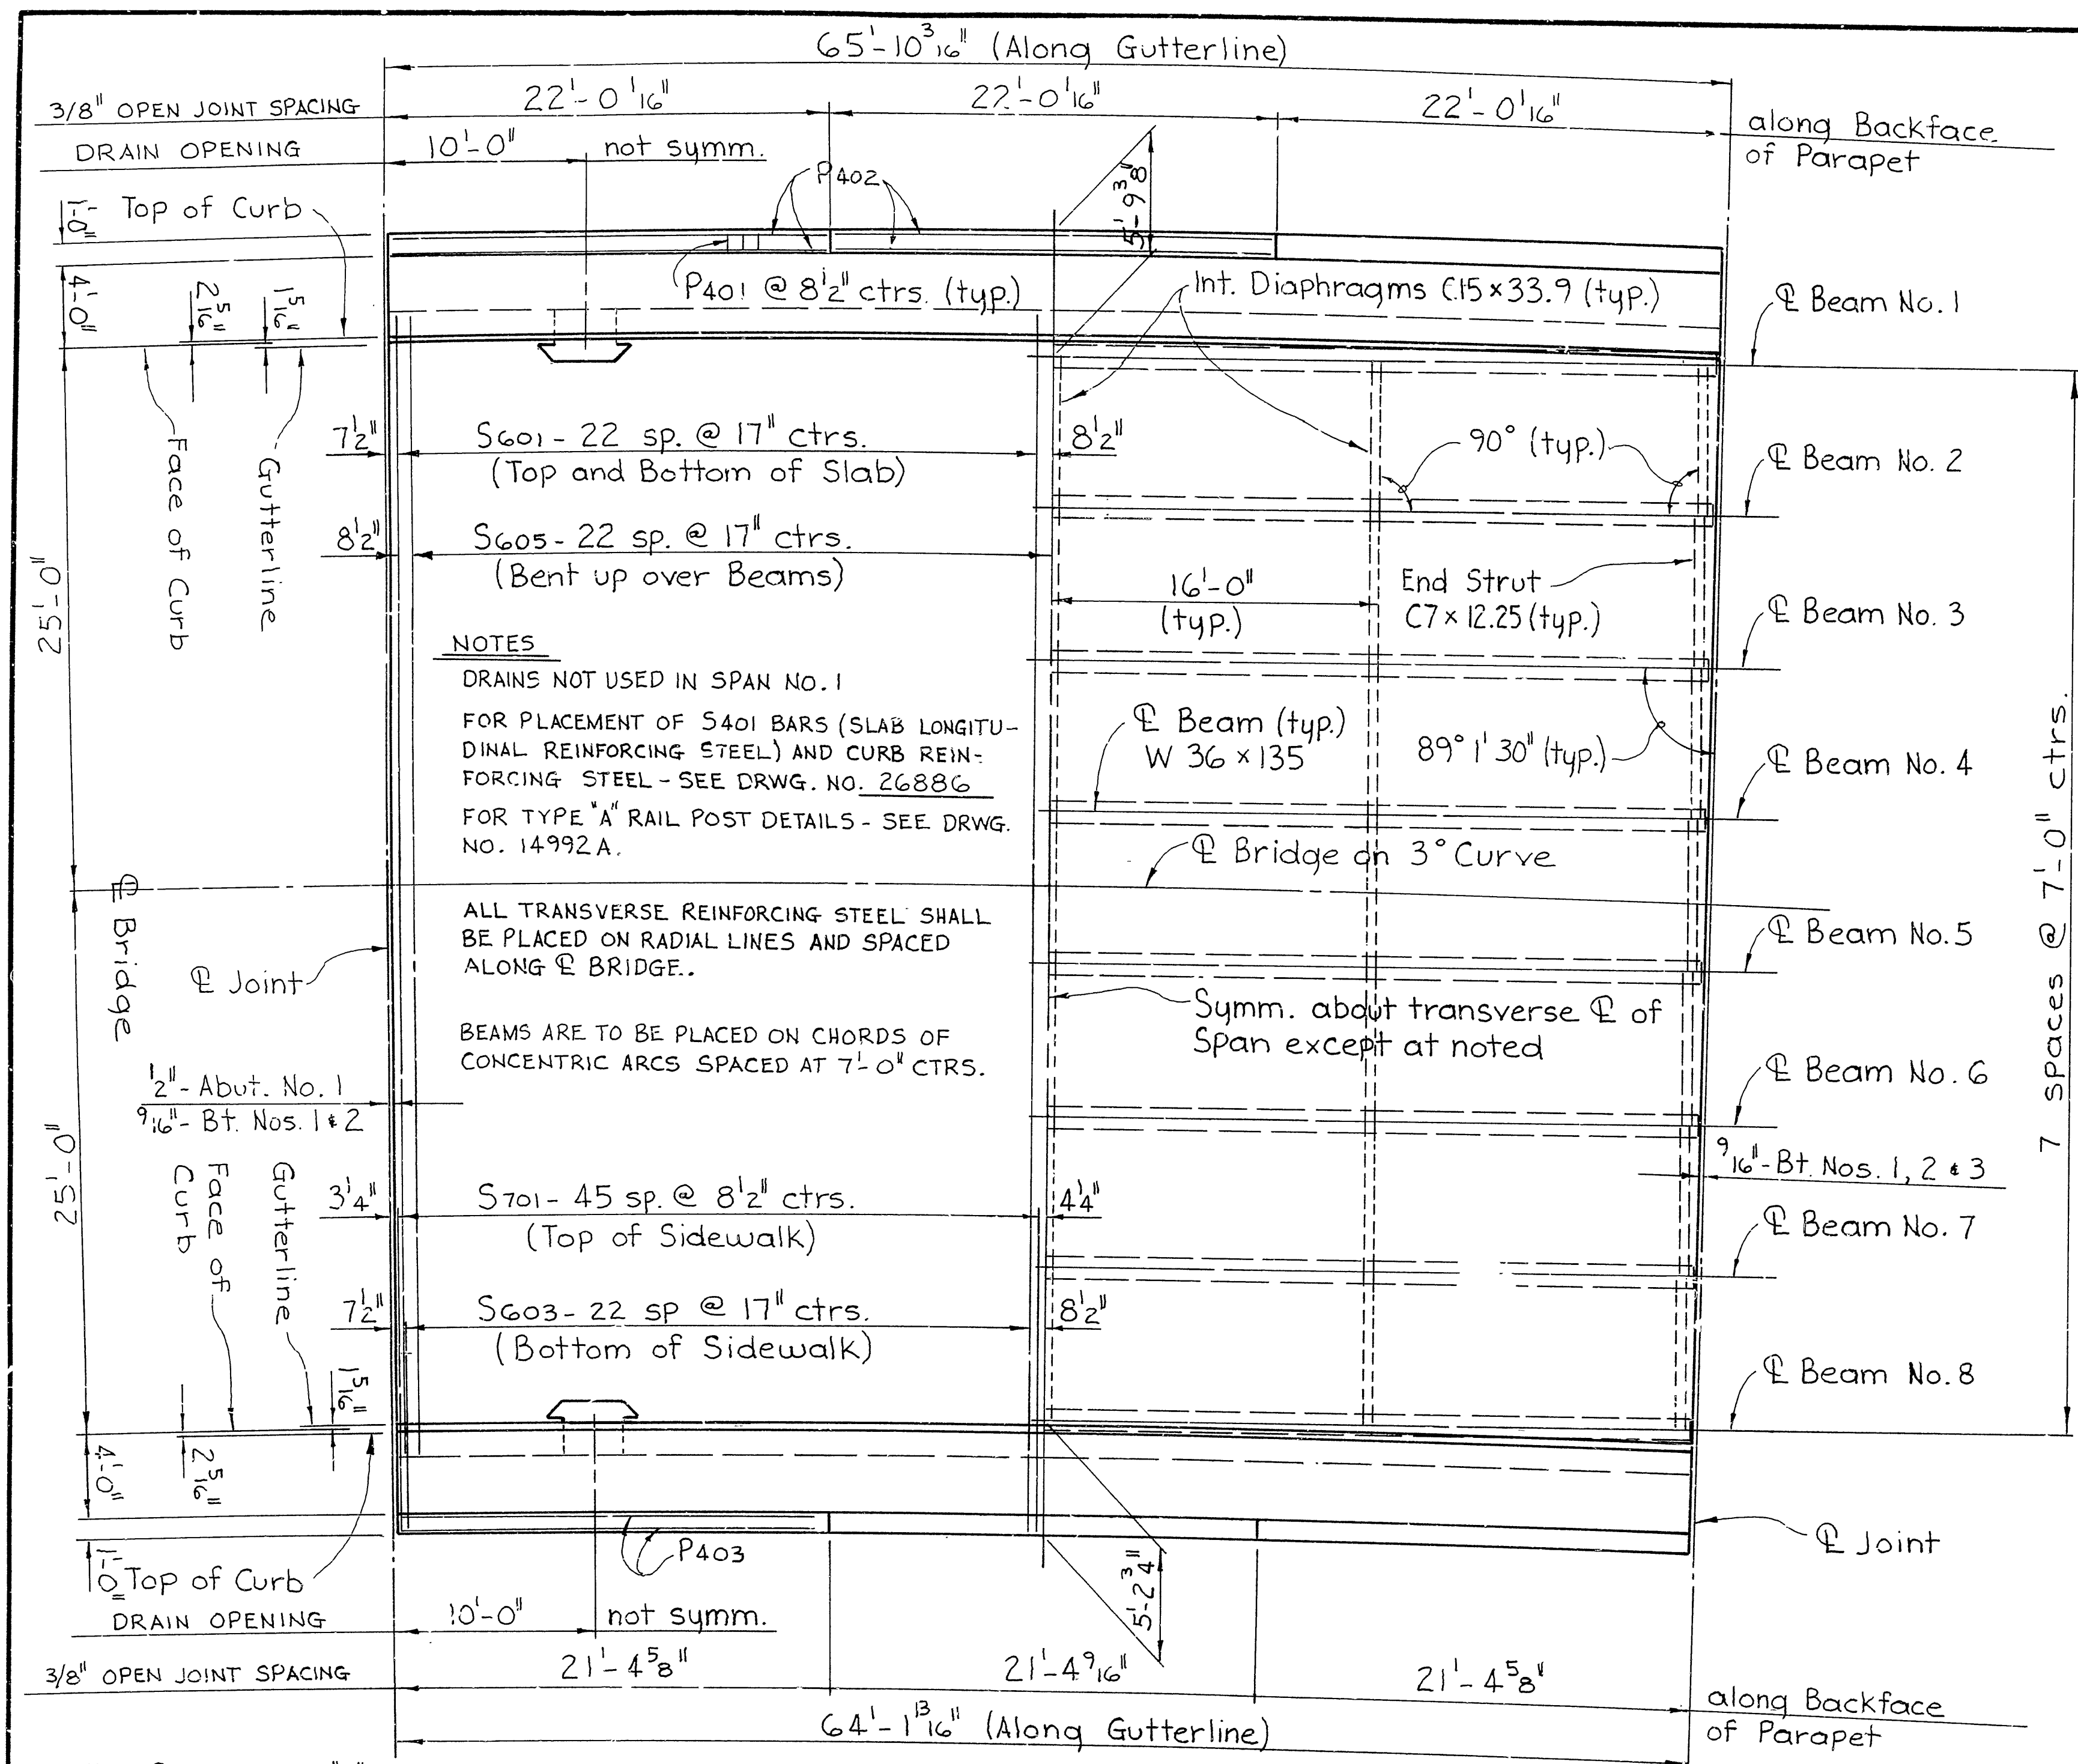 65'-10 3/16" (Along Gutterline)
22'-0 1/16"
22'-0 1/16"
22'-0 1/16"
3/8" OPEN JOINT SPACING
along Backface
of Parapet
DRAIN OPENING
10'-0"
not symm.
P402
5'-9 3/8"
1'-0"
Top of Curb
P401 @ 8 1/2" ctrs. (typ.)
Int. Diaphragms C15 x 33.9 (typ.)
℄ Beam No. 1
4'-0"
2 5/16"
1 5/16"
Face of Curb
Gutterline
7 1/2"
S601 - 22 sp. @ 17" ctrs.
(Top and Bottom of Slab)
8 1/2"
90° (typ.)
℄ Beam No. 2
8 1/2"
S605 - 22 sp. @ 17" ctrs.
(Bent up over Beams)
25'-0"
16'-0"
(typ.)
End Strut
C7 x 12.25 (typ.)
℄ Beam No. 3
NOTES
DRAINS NOT USED IN SPAN NO. 1
FOR PLACEMENT OF S401 BARS (SLAB LONGITU-
DINAL REINFORCING STEEL) AND CURB REIN-
FORCING STEEL - SEE DRWG. NO. 26886
FOR TYPE "A" RAIL POST DETAILS - SEE DRWG.
NO. 14992A.
℄ Beam (typ.)
W 36 x 135
89° 1' 30" (typ.)
℄ Beam No. 4
7 spaces @ 7'-0" ctrs.
℄ Bridge on 3° Curve
℄ Bridge
ALL TRANSVERSE REINFORCING STEEL SHALL
BE PLACED ON RADIAL LINES AND SPACED
ALONG ℄ BRIDGE..
℄ Beam No. 5
℄ Joint
Symm. about transverse ℄ of
Span except at noted
BEAMS ARE TO BE PLACED ON CHORDS OF
CONCENTRIC ARCS SPACED AT 7'-0" CTRS.
℄ Beam No. 6
1/2" - Abut. No. 1
9/16" - Bt. Nos. 1 & 2
25'-0"
9/16" - Bt. Nos. 1, 2 & 3
Face of
Curb
Gutterline
3 1/4"
S701 - 45 sp. @ 8 1/2" ctrs.
(Top of Sidewalk)
4 1/4"
℄ Beam No. 7
7 1/2"
S603 - 22 sp @ 17" ctrs.
(Bottom of Sidewalk)
8 1/2"
℄ Beam No. 8
1 5/16"
2 5/16"
4'-0"
1'-0"
P403
5'-2 3/4"
℄ Joint
Top of Curb
DRAIN OPENING
10'-0"
not symm.
3/8" OPEN JOINT SPACING
21'-4 5/8"
21'-4 9/16"
21'-4 5/8"
along Backface
of Parapet
64'-1 13/16" (Along Gutterline)